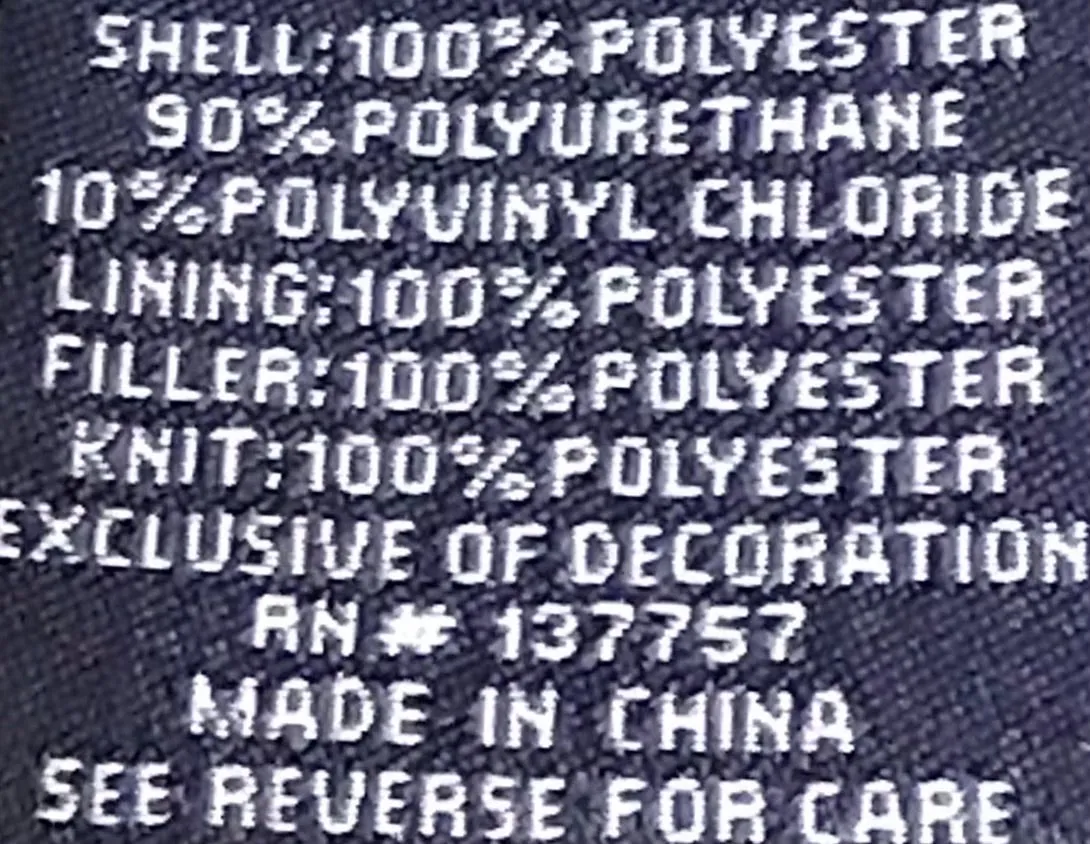 SHELL:100%POLYESTER
90%POLYURETHANE
10%POLYVINYL CHLORIDE
LINING:100%POLYESTER
FILLER:100%POLYESTER
KNIT:100%POLYESTER
EXCLUSIVE OF DECORATION
RN# 137757
MADE IN CHINA
SEE REVERSE FOR CARE